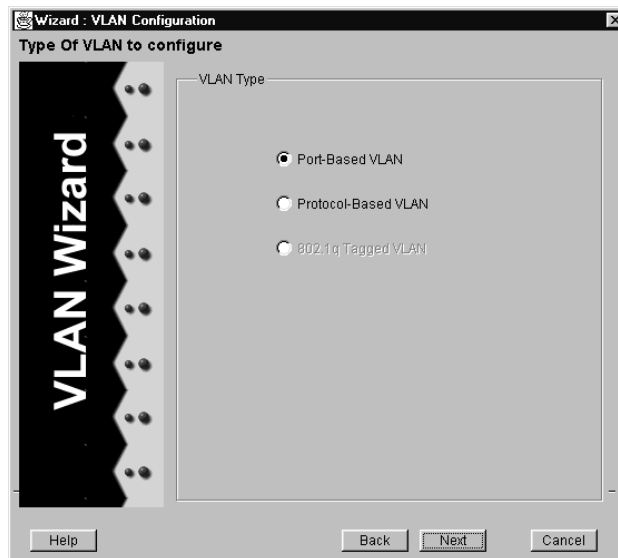 Wizard : VLAN Configuration
Type Of VLAN to configure
VLAN Wizard
VLAN Type
Port-Based VLAN
Protocol-Based VLAN
802.1q Tagged VLAN
Help
Back
Next
Cancel